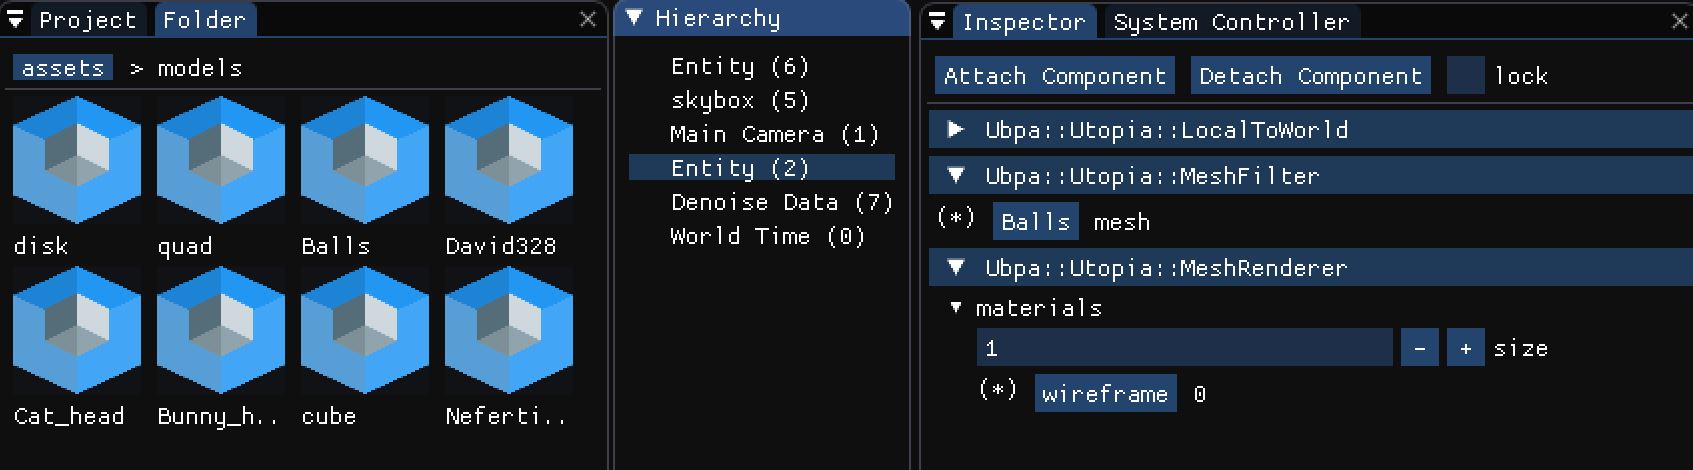 Project Folder
assets > models
disk quad Balls David328
Cat_head Bunny_h.. cube Neferti..
Hierarchy
Entity (6)
skybox (5)
Main Camera (1)
Entity (2)
Denoise Data (7)
World Time (0)
Inspector System Controller
Attach Component Detach Component lock
Ubpa::Utopia::LocalToWorld
Ubpa::Utopia::MeshFilter
(*) Balls mesh
Ubpa::Utopia::MeshRenderer
materials
1 - + size
(*) wireframe 0